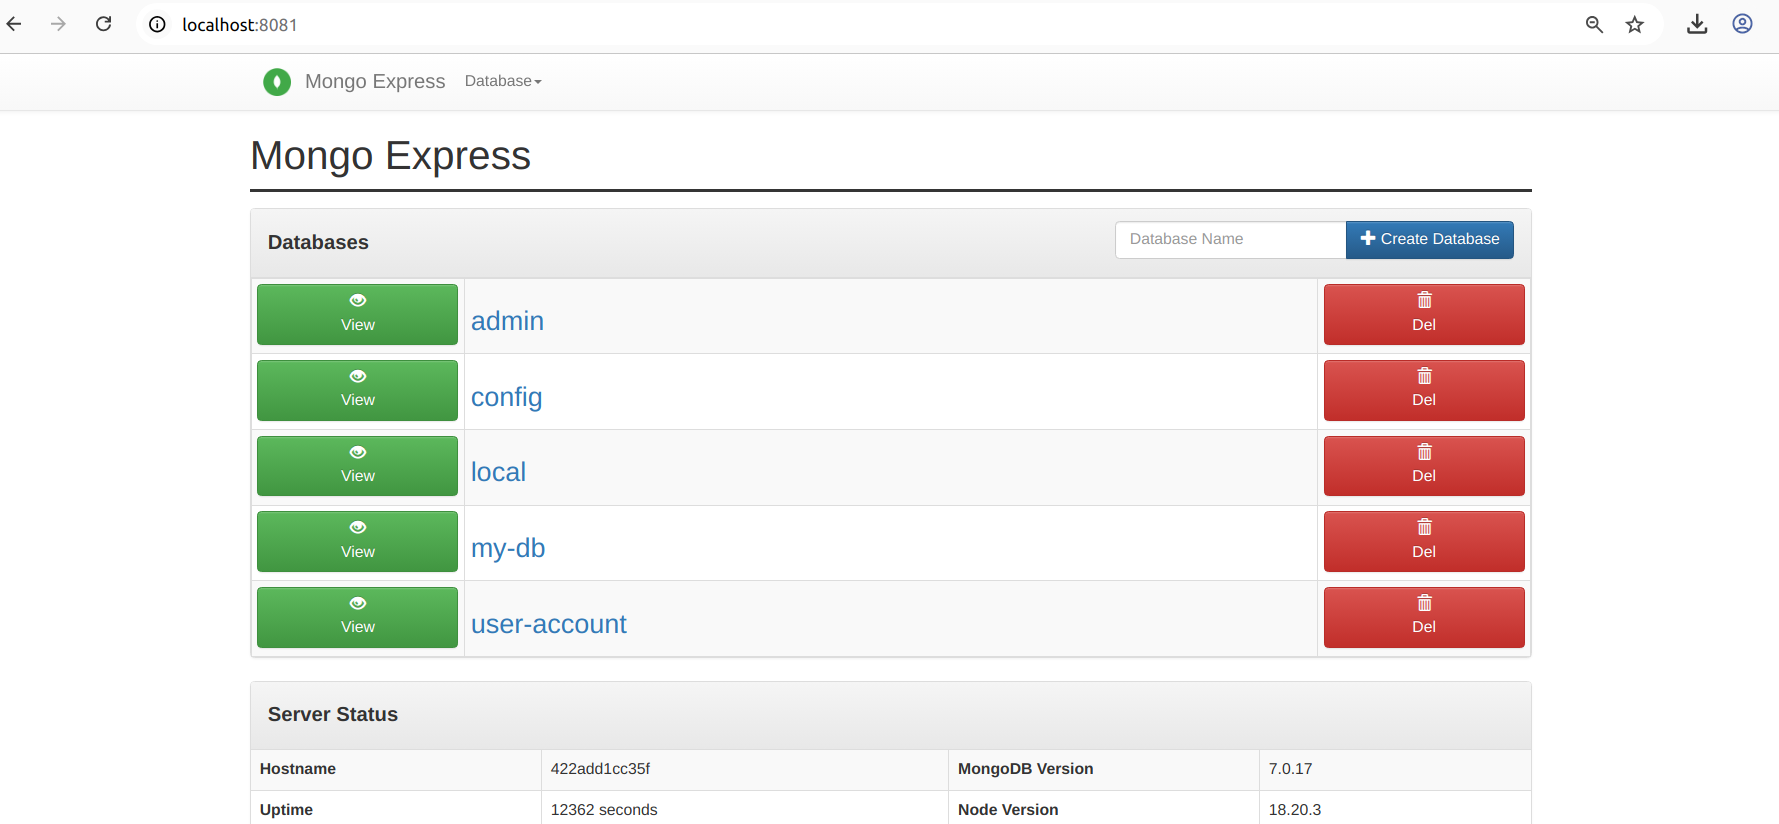 localhost:8081
Mongo Express Database
Mongo Express
Databases
Database Name
Create Database
View admin Del
View config Del
View local Del
View my-db Del
View user-account Del
Server Status
Hostname 422add1cc35f MongoDB Version 7.0.17
Uptime 12362 seconds Node Version 18.20.3